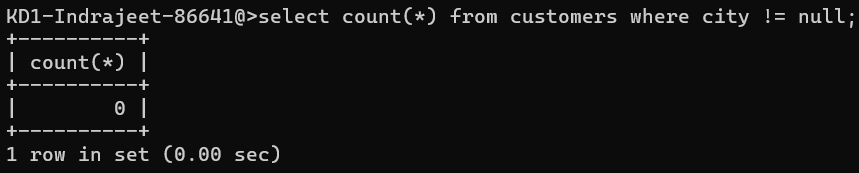 KD1-Indrajeet-86641@>select count(*) from customers where city != null;
+----------+
| count(*) |
+----------+
|        0 |
+----------+
1 row in set (0.00 sec)